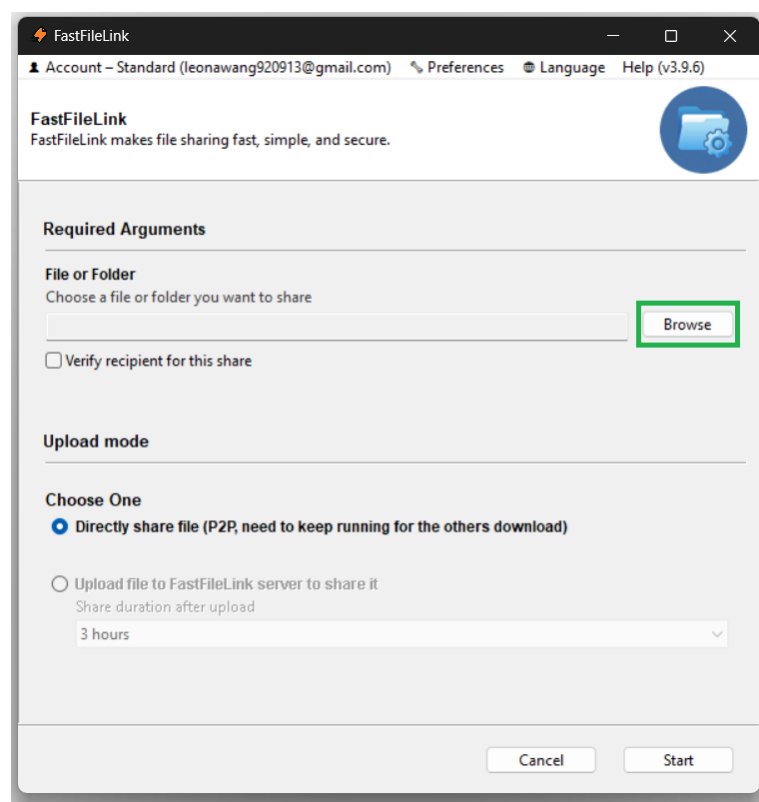 FastFileLink
Account – Standard (leonawang920913@gmail.com) Preferences Language Help (v3.9.6)
FastFileLink
FastFileLink makes file sharing fast, simple, and secure.
Required Arguments
File or Folder
Choose a file or folder you want to share
Browse
Verify recipient for this share
Upload mode
Choose One
Directly share file (P2P, need to keep running for the others download)
Upload file to FastFileLink server to share it
Share duration after upload
3 hours
Cancel Start